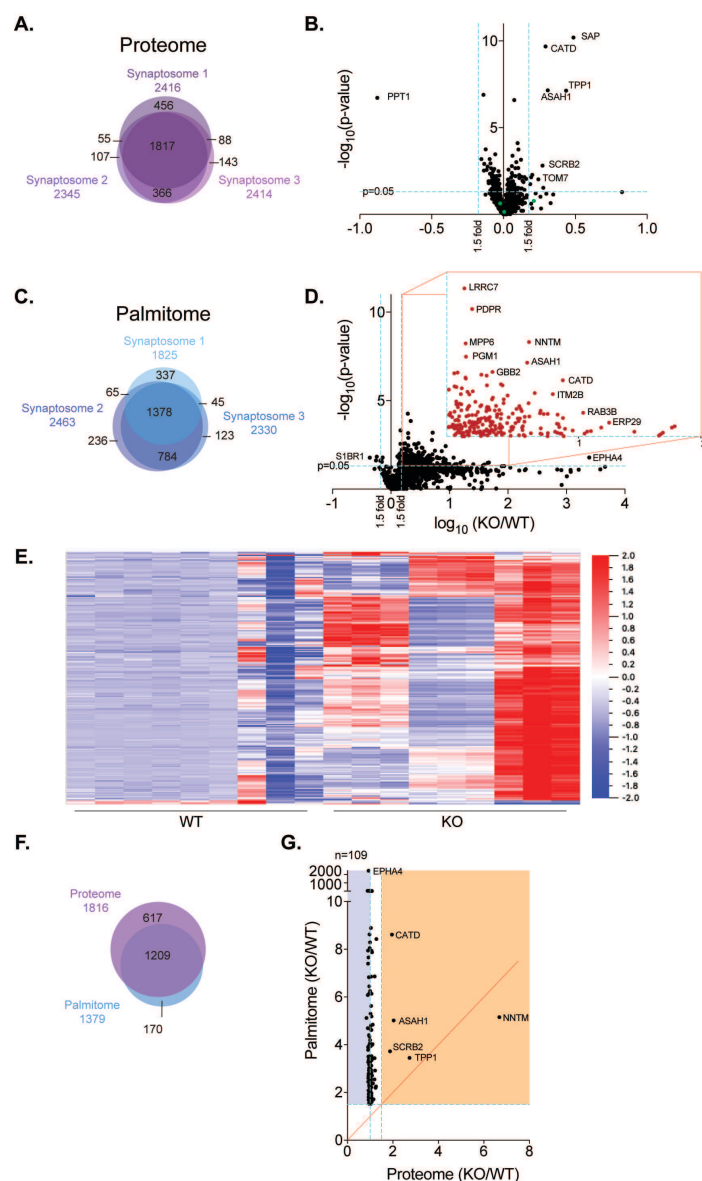 A.
Proteome
Synaptosome 1
2416
456
55
88
1817
107
143
Synaptosome 2
2345
Synaptosome 3
2414
366
B.
10
5
-log10(p-value)
SAP
CATD
PPT1
TPP1
ASAH1
SCRB2
TOM7
p=0.05
-1.0
-0.5
0.0
0.5
1.0
1.5 fold
1.5 fold
C.
Palmitome
Synaptosome 1
1825
337
65
45
1378
Synaptosome 2
2463
Synaptosome 3
2330
236
123
784
D.
10
5
-log10(p-value)
LRRC7
PDPR
MPP6
NNTM
PGM1
ASAH1
GBB2
CATD
ITM2B
RAB3B
ERP29
1
S1BR1
EPHA4
p=0.05
-1
0
1
2
3
4
1.5 fold
1.5 fold
log10 (KO/WT)
E.
2.0
1.8
1.6
1.4
1.2
1.0
0.8
0.6
0.4
0.2
0.0
-0.2
-0.4
-0.6
-0.8
-1.0
-1.2
-1.4
-1.6
-1.8
-2.0
WT
KO
F.
Proteome
1816
617
1209
Palmitome
1379
170
G.
n=109
2000
1000
10
8
6
4
2
0
Palmitome (KO/WT)
EPHA4
CATD
ASAH1
NNTM
SCRB2
TPP1
0
2
4
6
8
Proteome (KO/WT)